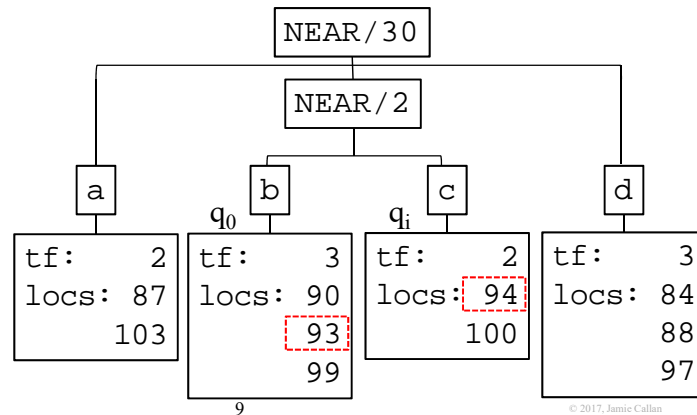 NEAR/30
NEAR/2
a
b
c
d
q0
qi
tf: 2
locs: 87
103
tf: 3
locs: 90
93
99
tf: 2
locs: 94
100
tf: 3
locs: 84
88
97
9
© 2017, Jamie Callan